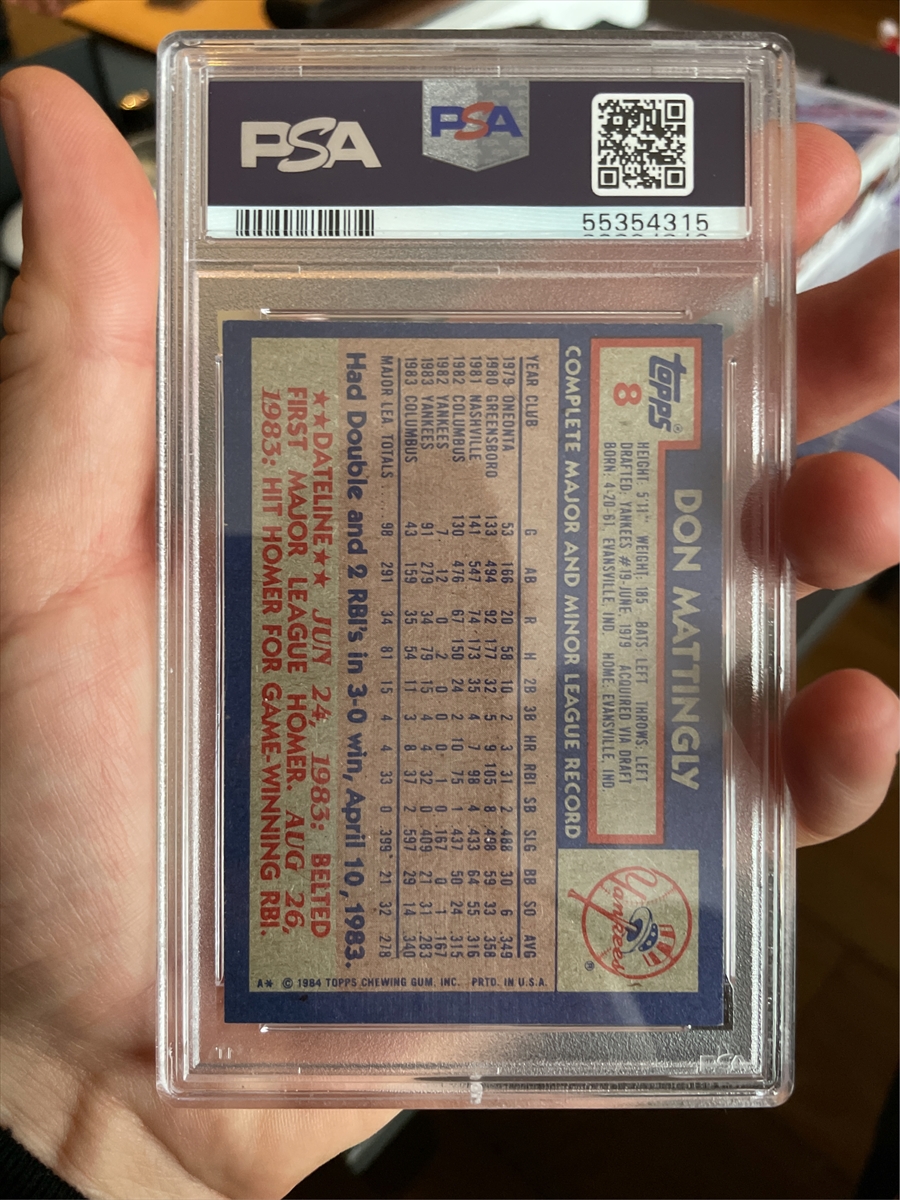 PSA
PSA
55354315
topps®
8
DON MATTINGLY
HEIGHT: 5'11" WEIGHT: 185 BATS: LEFT THROWS: LEFT
DRAFTED: YANKEES #19-JUNE, 1979 ACQUIRED: VIA DRAFT
BORN: 4-20-61, EVANSVILLE, IND. HOME: EVANSVILLE, IND.
Yankees®
COMPLETE MAJOR AND MINOR LEAGUE RECORD
YEAR CLUB G AB R H 2B 3B HR RBI SB SLG BB SO AVG
1979 ONEONTA 53 166 20 58 10 2 3 31 2 .488 30 6 .349
1980 GREENSBORO 133 494 92 177 32 5 9 105 8 .498 59 33 .358
1981 NASHVILLE 141 547 74 173 35 4 7 98 4 .433 64 55 .316
1982 COLUMBUS 130 476 67 150 24 2 10 75 1 .437 50 24 .315
1982 YANKEES 7 12 0 2 0 0 0 1 0 .167 0 1 .167
1983 YANKEES 91 279 34 79 15 4 4 32 0 .409 21 31 .283
1983 COLUMBUS 43 159 35 54 11 3 8 37 2 .597 29 14 .340
MAJOR LEA. TOTALS .... 98 291 34 81 15 4 4 33 0 .399 21 32 .278
Had Double and 2 RBI's in 3-0 win, April 10, 1983.
★★DATELINE★★ JULY 24, 1983: BELTED
FIRST MAJOR LEAGUE HOMER. AUG 26,
1983: HIT HOMER FOR GAME-WINNING RBI.
A* © 1984 TOPPS CHEWING GUM, INC. PRTD. IN U.S.A.
PSA